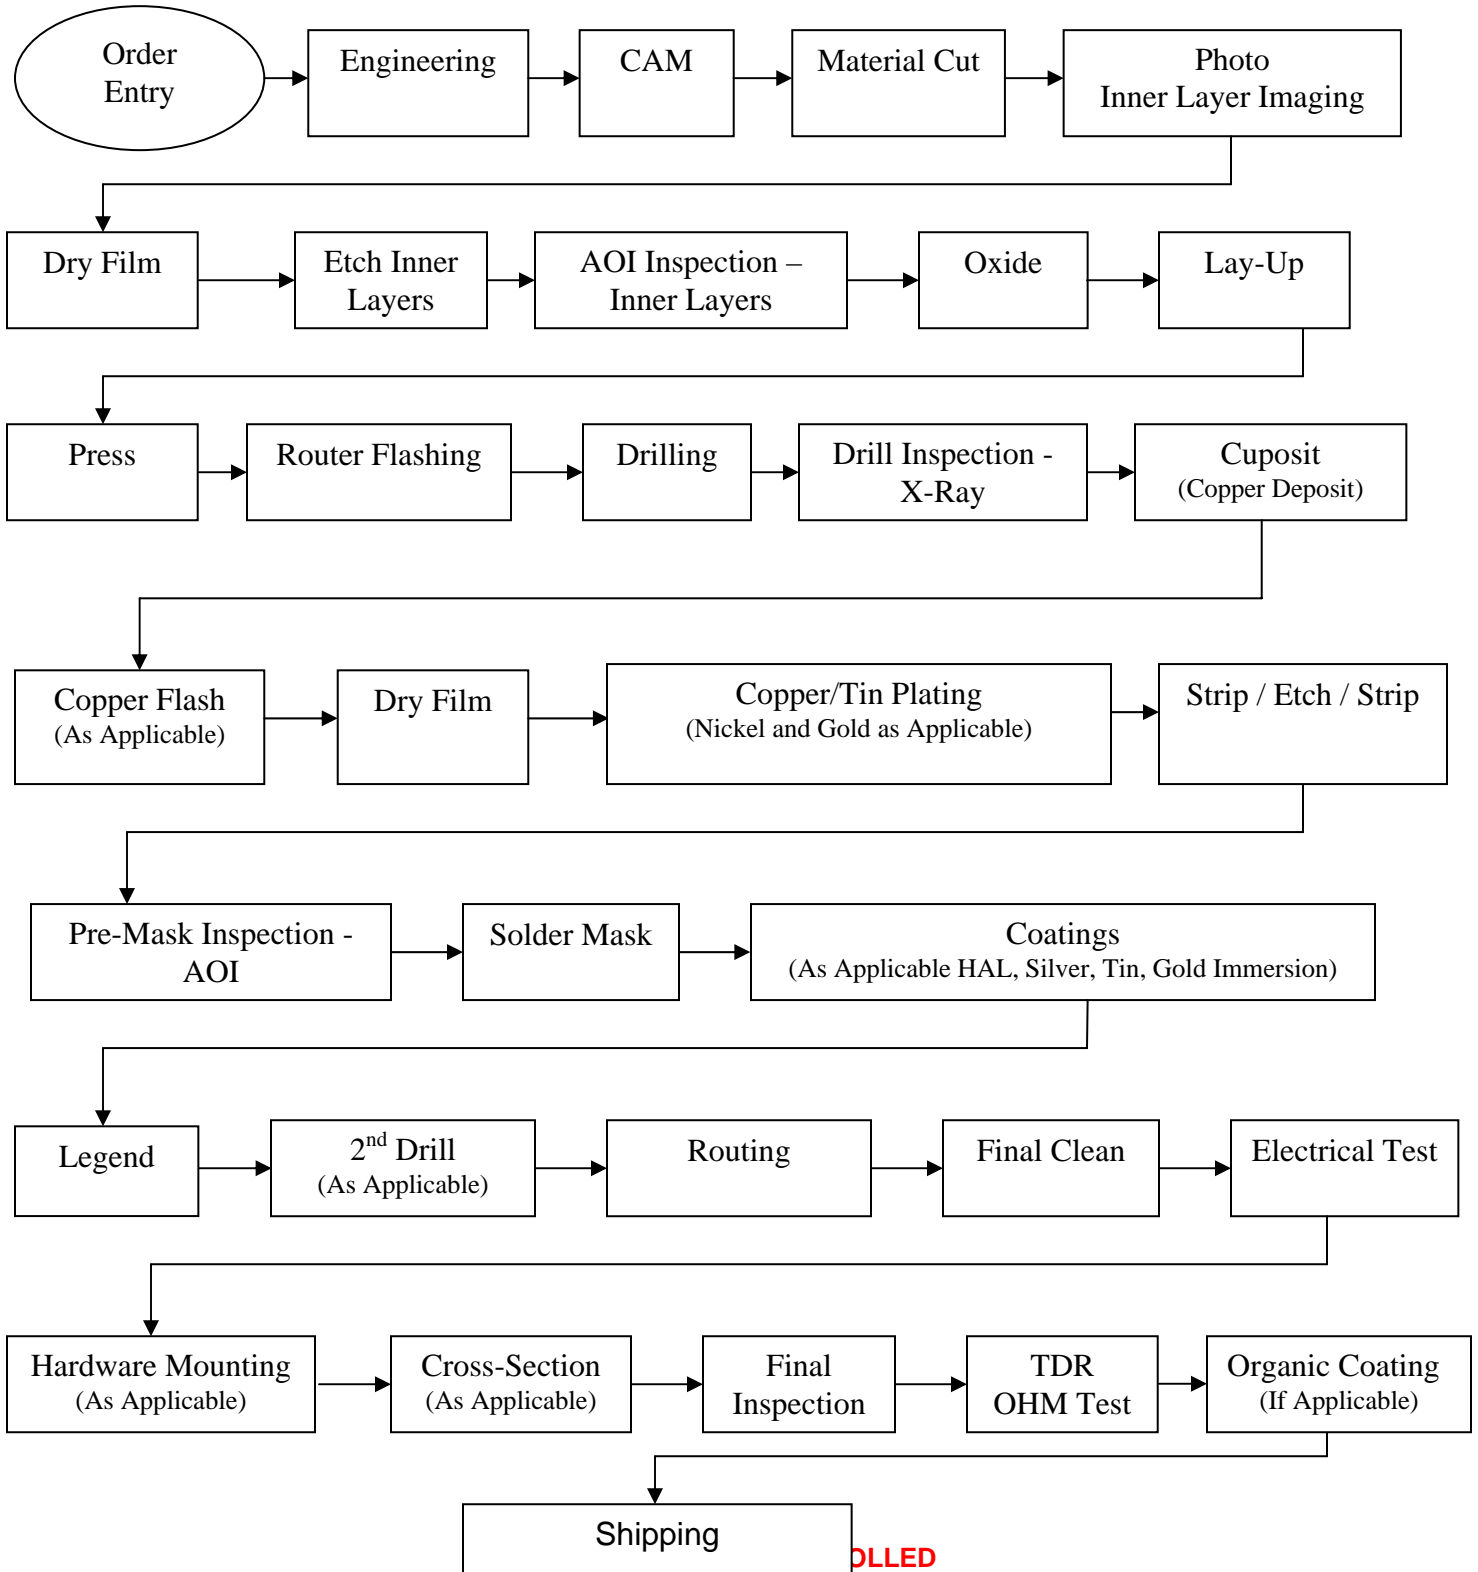 Order
Entry
Engineering
CAM
Material Cut
Photo
Inner Layer Imaging
Dry Film
Etch Inner
Layers
AOI Inspection –
Inner Layers
Oxide
Lay-Up
Press
Router Flashing
Drilling
Drill Inspection -
X-Ray
Cuposit
(Copper Deposit)
Copper Flash
(As Applicable)
Dry Film
Copper/Tin Plating
(Nickel and Gold as Applicable)
Strip / Etch / Strip
Pre-Mask Inspection -
AOI
Solder Mask
Coatings
(As Applicable HAL, Silver, Tin, Gold Immersion)
Legend
2nd Drill
(As Applicable)
Routing
Final Clean
Electrical Test
Hardware Mounting
(As Applicable)
Cross-Section
(As Applicable)
Final
Inspection
TDR
OHM Test
Organic Coating
(If Applicable)
Shipping